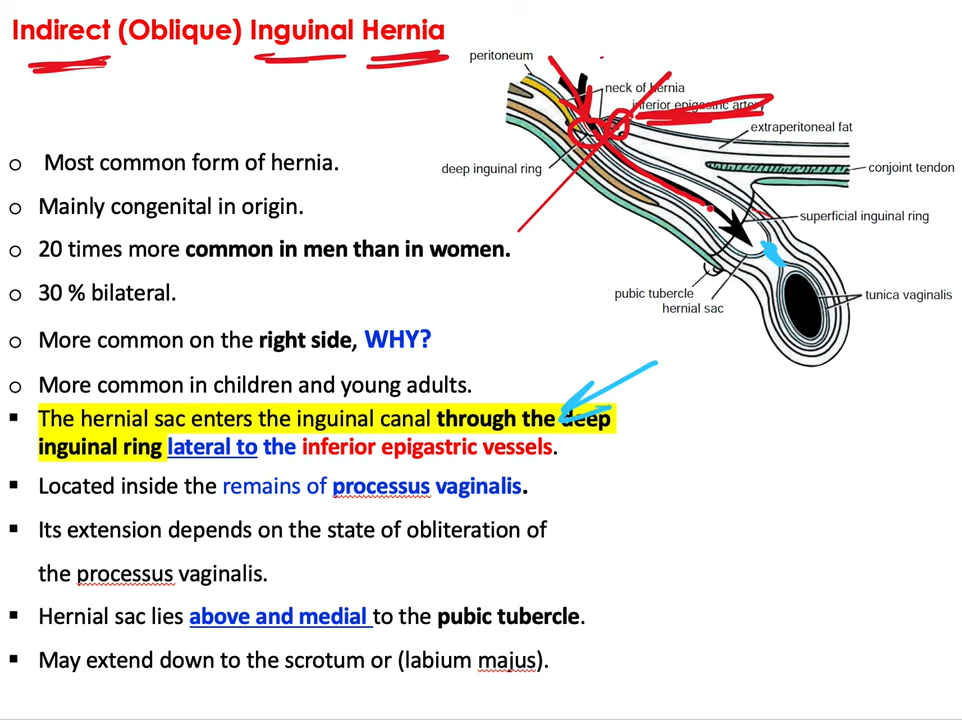 Indirect (Oblique) Inguinal Hernia
peritoneum
neck of hernia
inferior epigastric artery
extraperitoneal fat
deep inguinal ring
conjoint tendon
superficial inguinal ring
pubic tubercle
hernial sac
tunica vaginalis
o Most common form of hernia.
o Mainly congenital in origin.
o 20 times more common in men than in women.
o 30 % bilateral.
o More common on the right side, WHY?
o More common in children and young adults.
▪ The hernial sac enters the inguinal canal through the deep
inguinal ring lateral to the inferior epigastric vessels.
▪ Located inside the remains of processus vaginalis.
▪ Its extension depends on the state of obliteration of
the processus vaginalis.
▪ Hernial sac lies above and medial to the pubic tubercle.
▪ May extend down to the scrotum or (labium majus).